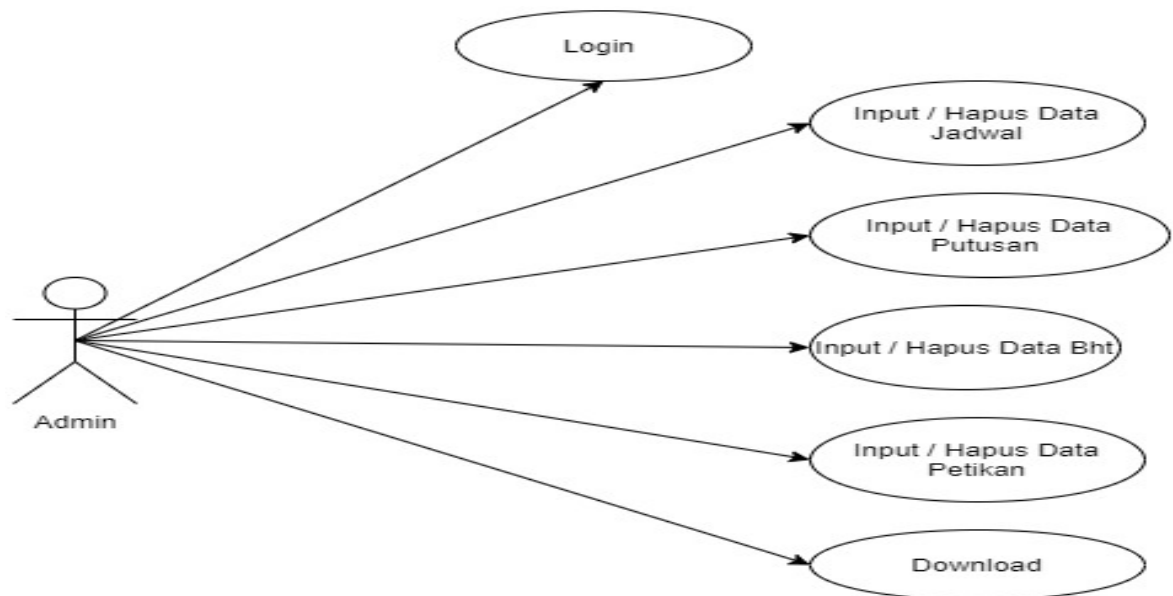 Login
Input / Hapus Data
Jadwal
Input / Hapus Data
Putusan
Input / Hapus Data Bht
Admin
Input / Hapus Data
Petikan
Download